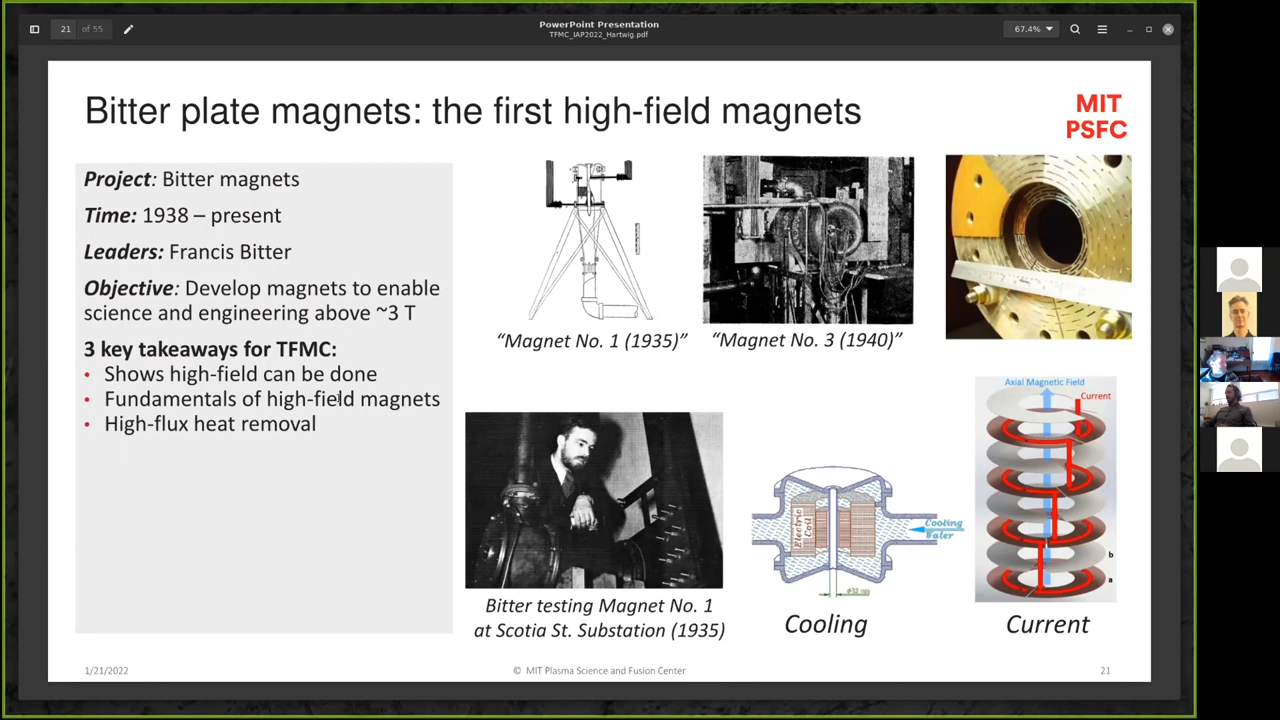 PowerPoint Presentation
TFMC_IAP2022_Hartwig.pdf
21 of 55
67.4%
Bitter plate magnets: the first high-field magnets
MIT
PSFC
Project: Bitter magnets
Time: 1938 – present
Leaders: Francis Bitter
Objective: Develop magnets to enable
science and engineering above ~3 T
3 key takeaways for TFMC:
• Shows high-field can be done
• Fundamentals of high-field magnets
• High-flux heat removal
“Magnet No. 1 (1935)”
“Magnet No. 3 (1940)”
Bitter testing Magnet No. 1
at Scotia St. Substation (1935)
Electric
Coil
Cooling
Water
Cooling
Axial Magnetic Field
Current
b
a
Current
1/21/2022
© MIT Plasma Science and Fusion Center
21